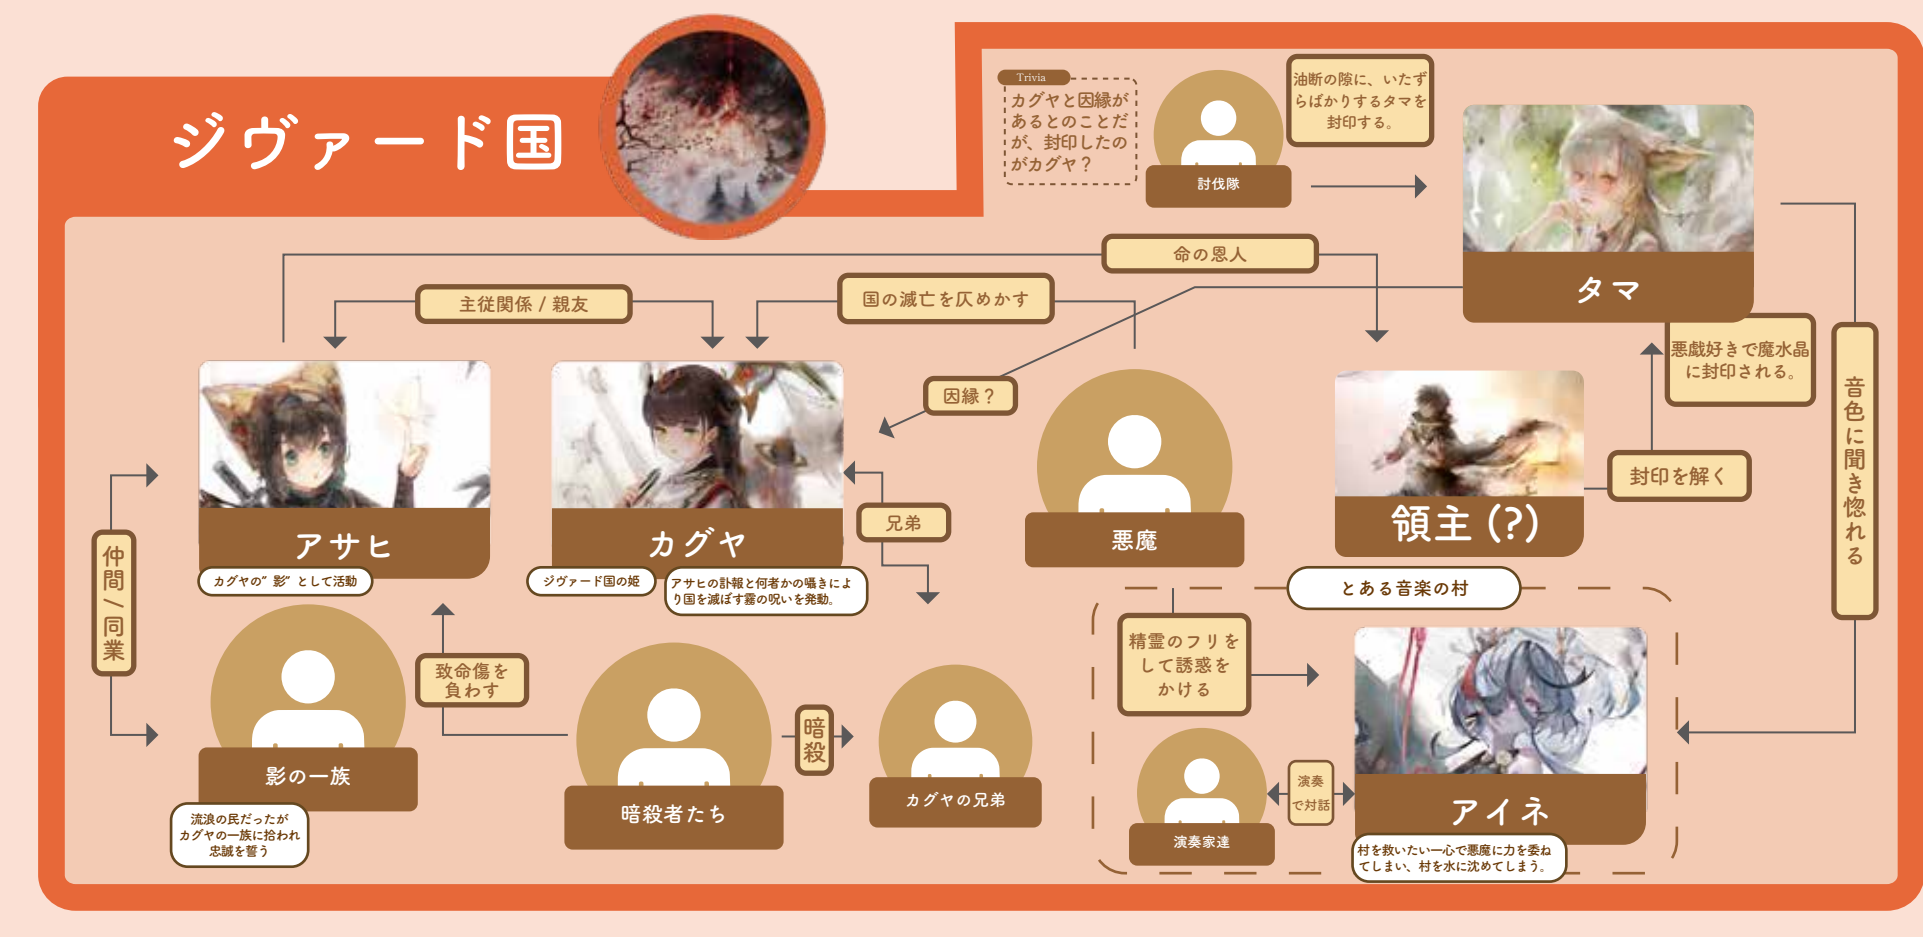 ジヴァード国
Trivia
カグヤと因縁が
あるとのことだ
が、封印したの
がカグヤ？
討伐隊
油断の隙に、いたず
らばかりするタマを
封印する。
タマ
悪戯好きで魔水晶
に封印される。
命の恩人
主従関係 / 親友
国の滅亡を仄めかす
因縁？
音色に聞き惚れる
アサヒ
カグヤの”影”として活動
カグヤ
ジヴァード国の姫
アサヒの訃報と何者かの囁きによ
り国を滅ぼす霧の呪いを発動。
兄弟
悪魔
領主 (?)
封印を解く
仲間/同業
影の一族
流浪の民だったが
カグヤの一族に拾われ
忠誠を誓う
致命傷を
負わす
暗殺者たち
暗殺
カグヤの兄弟
とある音楽の村
精霊のフリを
して誘惑を
かける
演奏家達
演奏
で対話
アイネ
村を救いたい一心で悪魔に力を委ね
てしまい、村を水に沈めてしまう。